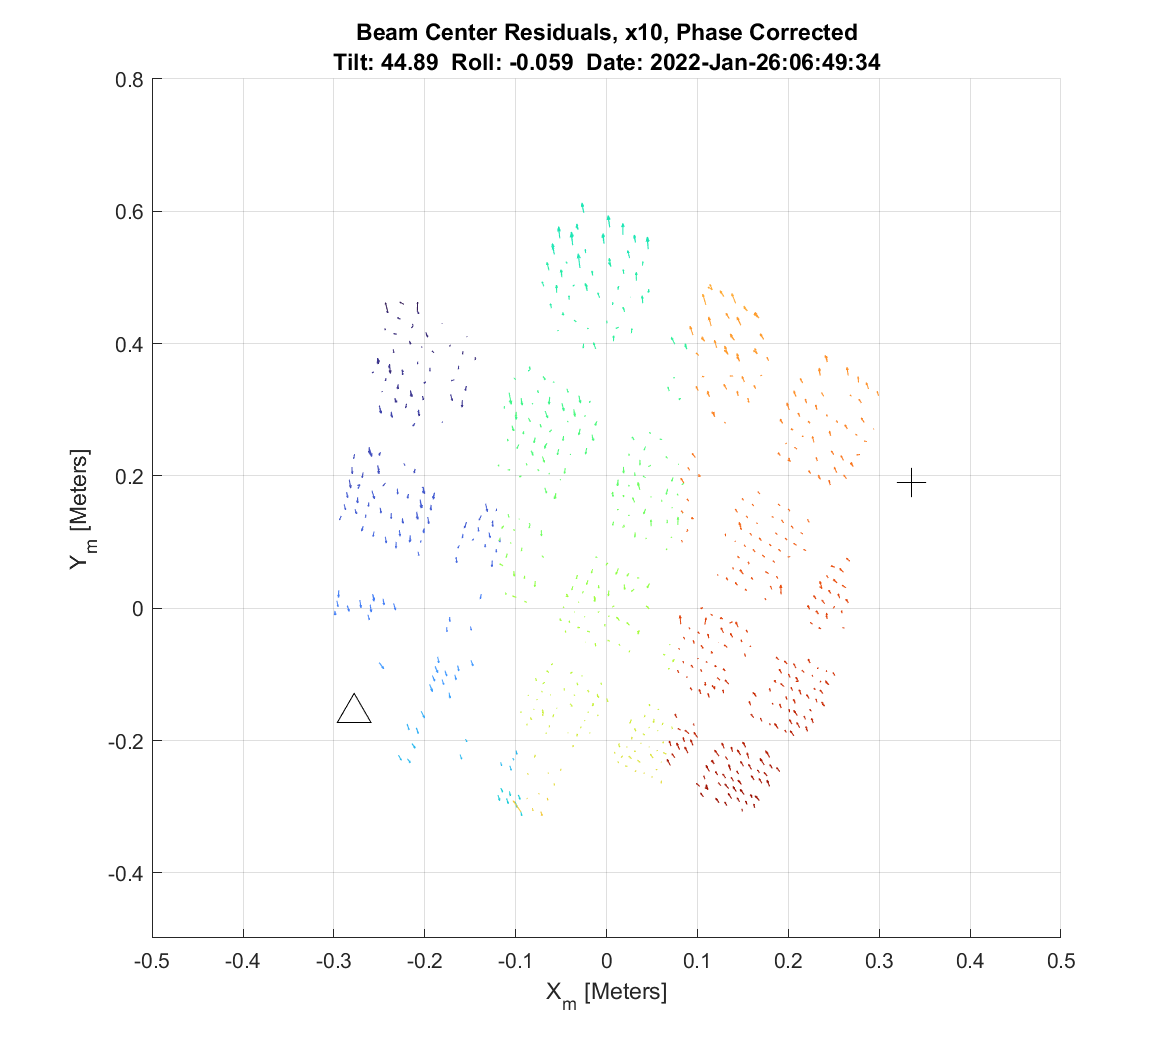 Beam Center Residuals, x10, Phase Corrected
Tilt: 44.89 Roll: -0.059 Date: 2022-Jan-26:06:49:34
0.8
0.6
0.4
0.2
0
-0.2
-0.4
Y_m [Meters]
-0.5 -0.4 -0.3 -0.2 -0.1 0 0.1 0.2 0.3 0.4 0.5
X_m [Meters]